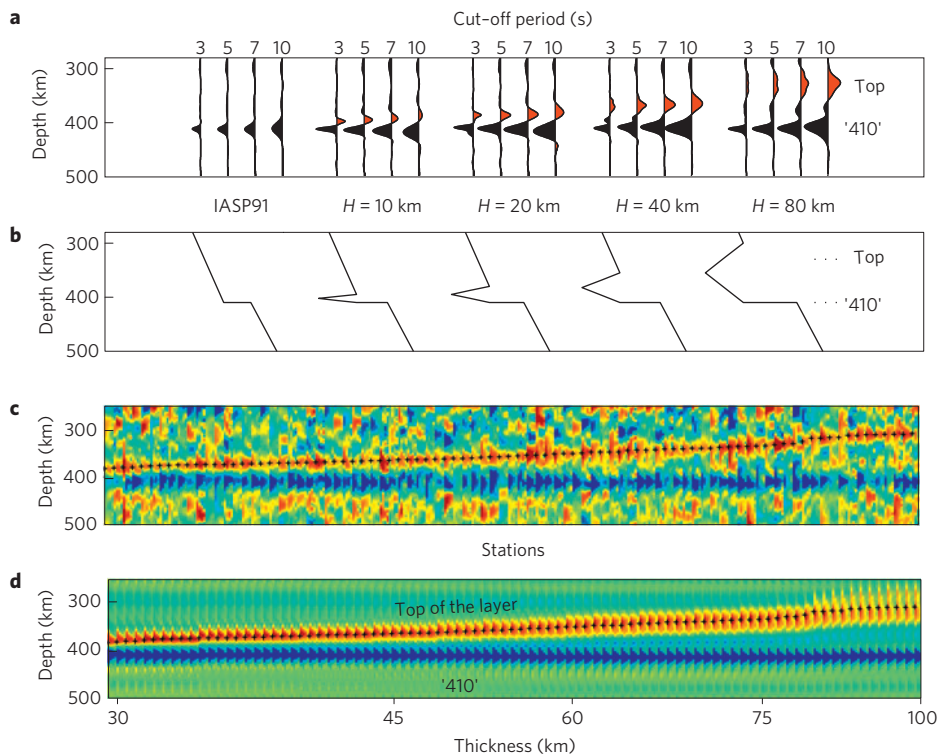 a
Cut-off period (s)
3 5 7 10 3 5 7 10 3 5 7 10 3 5 7 10 3 5 7 10
Depth (km)
300
400
500
Top
'410'
IASP91 H = 10 km H = 20 km H = 40 km H = 80 km
b
Depth (km)
300
400
500
Top
'410'
c
Depth (km)
300
400
500
Stations
d
Depth (km)
300
400
500
Top of the layer
'410'
30 45 60 75 100
Thickness (km)